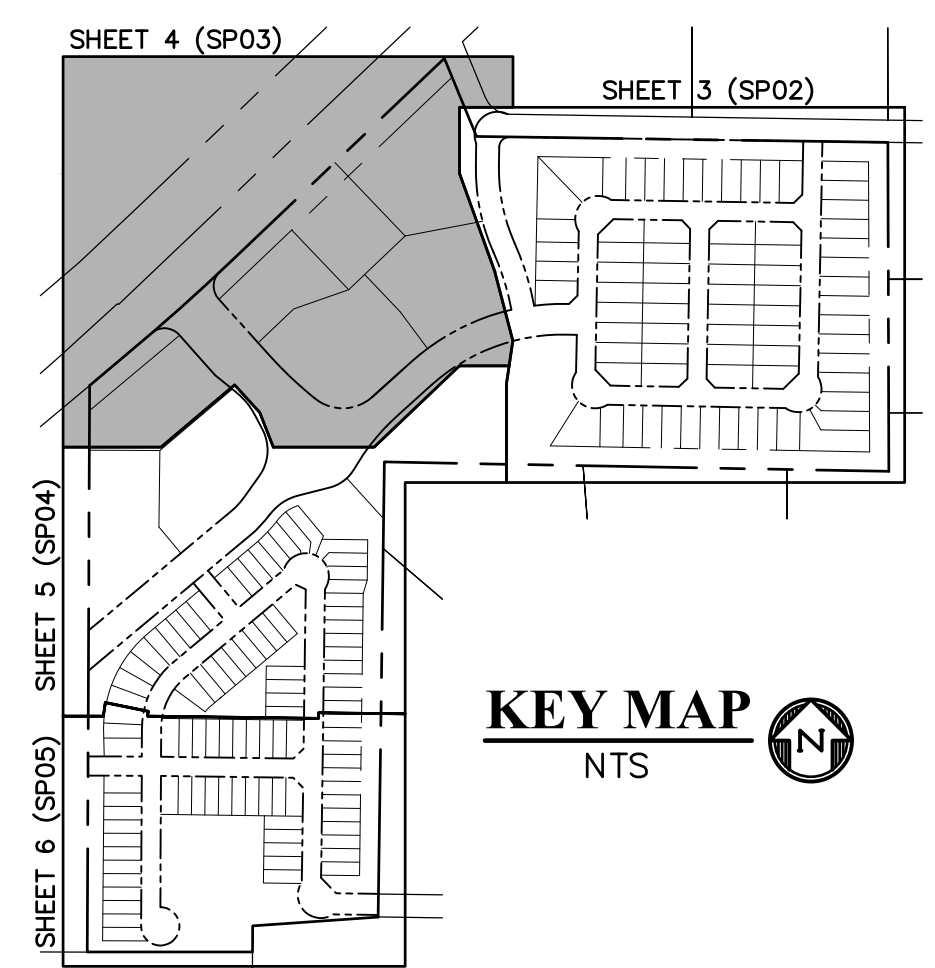 SHEET 4 (SP03)
SHEET 3 (SP02)
SHEET 5 (SP04)
KEY MAP
N
NTS
SHEET 6 (SP05)